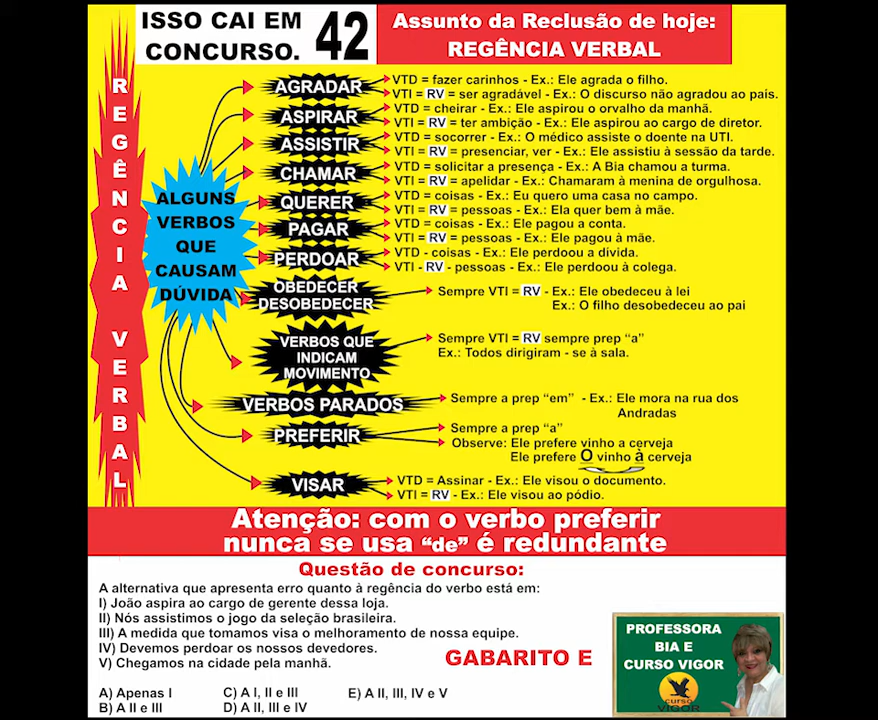 ISSO CAI EM
CONCURSO. 42
Assunto da Reclusão de hoje:
REGÊNCIA VERBAL
REGÊNCIA VERBAL
ALGUNS
VERBOS
QUE
CAUSAM
DÚVIDA
AGRADAR
VTD = fazer carinhos - Ex.: Ele agrada o filho.
VTI = RV = ser agradável - Ex.: O discurso não agradou ao país.
ASPIRAR
VTD = cheirar - Ex.: Ele aspirou o orvalho da manhã.
VTI = RV = ter ambição - Ex.: Ele aspirou ao cargo de diretor.
ASSISTIR
VTD = socorrer - Ex.: O médico assiste o doente na UTI.
VTI = RV = presenciar, ver - Ex.: Ele assistiu à sessão da tarde.
CHAMAR
VTD = solicitar a presença - Ex.: A Bia chamou a turma.
VTI = RV = apelidar - Ex.: Chamaram à menina de orgulhosa.
QUERER
VTD = coisas - Ex.: Eu quero uma casa no campo.
VTI = RV = pessoas - Ex.: Ela quer bem à mãe.
PAGAR
VTD = coisas - Ex.: Ele pagou a conta.
VTI = RV = pessoas - Ex.: Ele pagou à mãe.
PERDOAR
VTD - coisas - Ex.: Ele perdoou a dívida.
VTI - RV - pessoas - Ex.: Ele perdoou à colega.
OBEDECER
DESOBEDECER
Sempre VTI = RV - Ex.: Ele obedeceu à lei
Ex.: O filho desobedeceu ao pai
VERBOS QUE
INDICAM
MOVIMENTO
Sempre VTI = RV sempre prep “a”
Ex.: Todos dirigiram - se à sala.
VERBOS PARADOS
Sempre a prep “em” - Ex.: Ele mora na rua dos
Andradas
PREFERIR
Sempre a prep “a”
Observe: Ele prefere vinho a cerveja
Ele prefere O vinho à cerveja
VISAR
VTD = Assinar - Ex.: Ele visou o documento.
VTI = RV - Ex.: Ele visou ao pódio.
Atenção: com o verbo preferir
nunca se usa “de” é redundante
Questão de concurso:
A alternativa que apresenta erro quanto à regência do verbo está em:
I) João aspira ao cargo de gerente dessa loja.
II) Nós assistimos o jogo da seleção brasileira.
III) A medida que tomamos visa o melhoramento de nossa equipe.
IV) Devemos perdoar os nossos devedores.
V) Chegamos na cidade pela manhã.
GABARITO E
A) Apenas I C) A I, II e III E) A II, III, IV e V
B) A II e III D) A II, III e IV
PROFESSORA
BIA E
CURSO VIGOR
curso
VIGOR